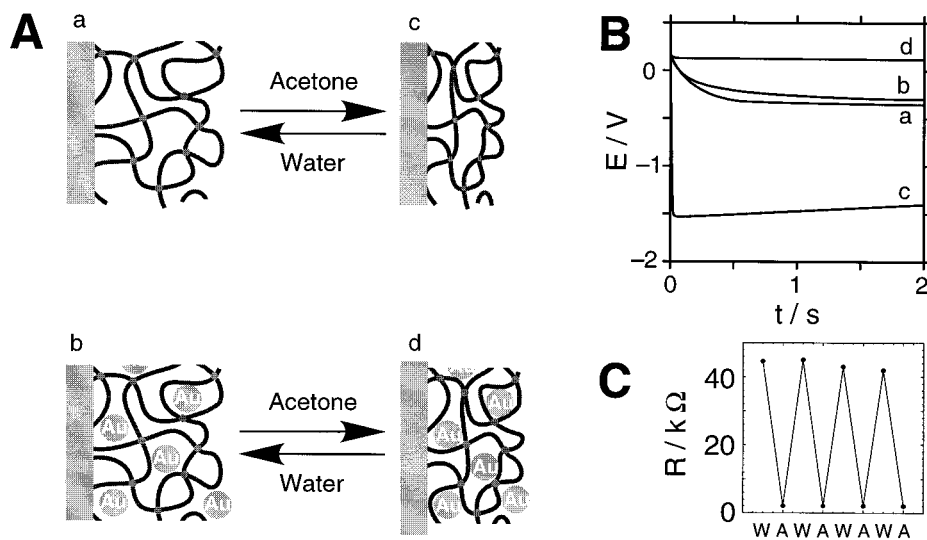 A
a
c
Acetone
Water
b
d
Au Au Au Au
Acetone
Water
Au Au Au Au Au
B
E / V
0
−1
−2
d
b
a
c
0 1 2
t / s
C
R / k Ω
40
20
0
W A W A W A W A